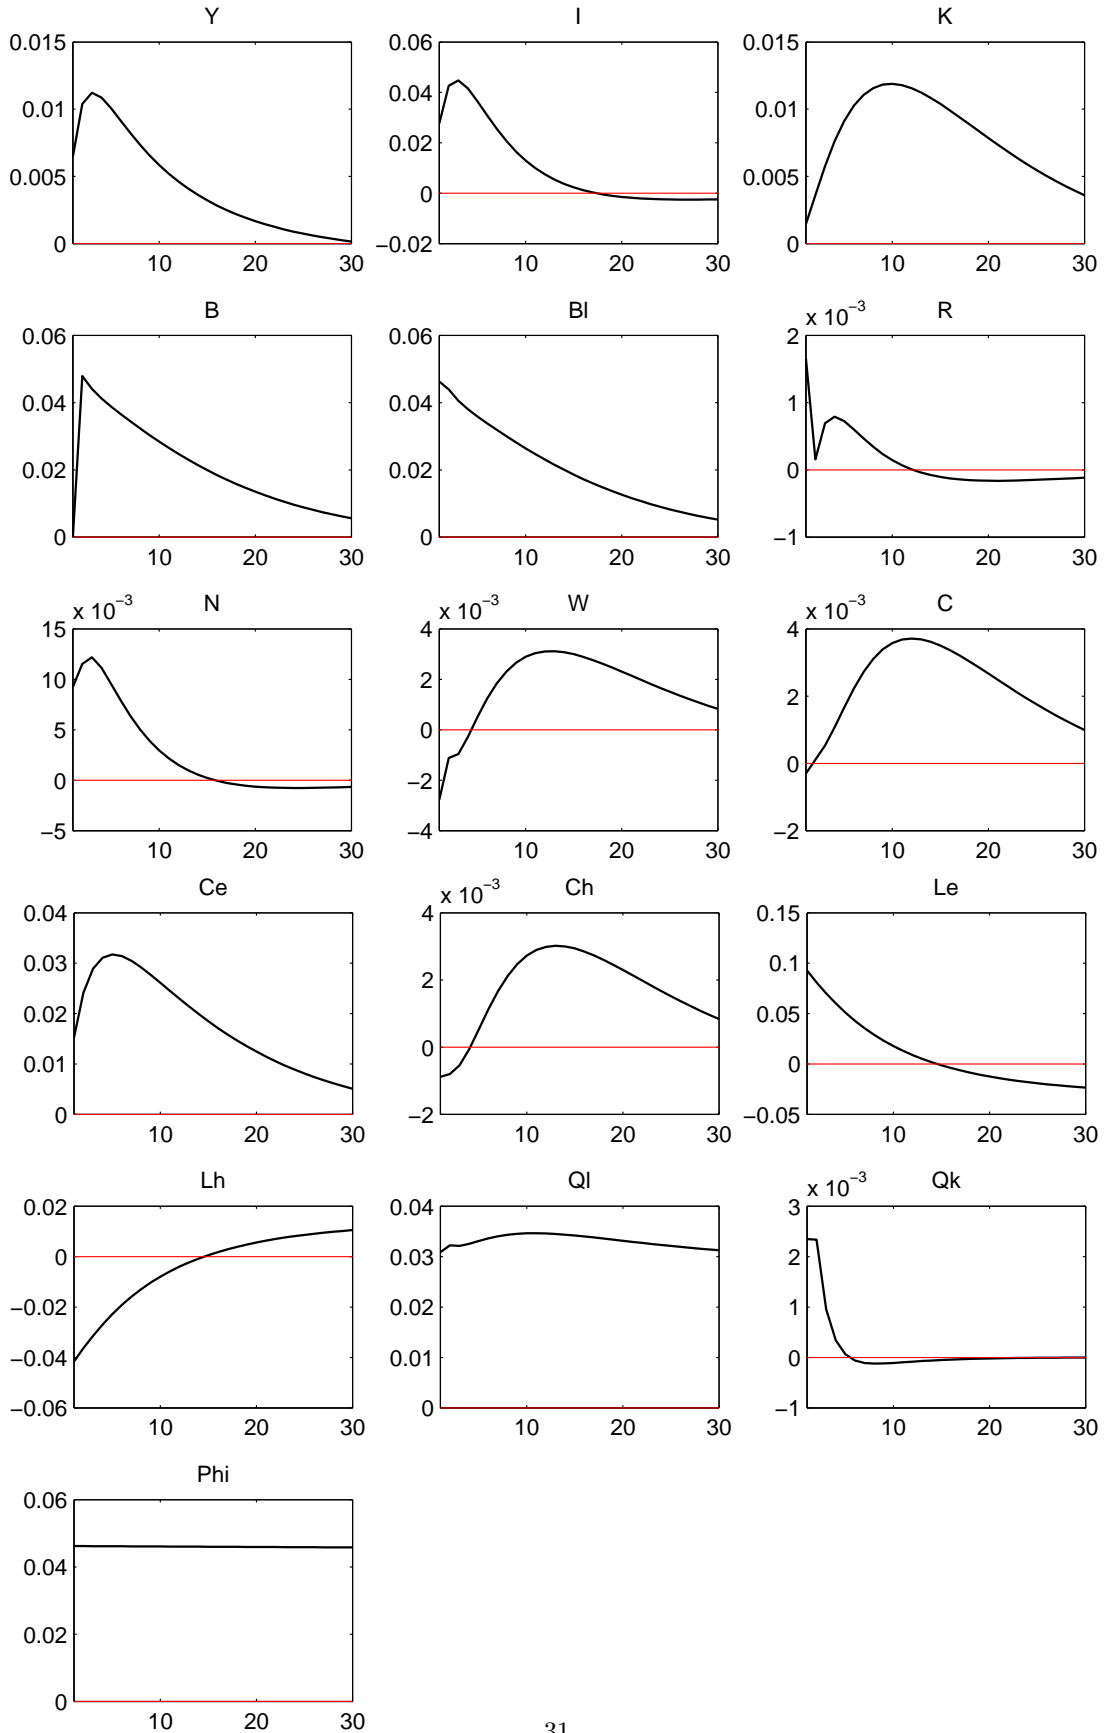 Y I K
0.015 0.06 0.015
0.04
0.01 0.01
0.02
0.005 0.005
0
0 −0.02 0
10 20 30 10 20 30 10 20 30
B Bl R
x 10−3
0.06 0.06 2
0.04 0.04 1
0.02 0.02 0
0 0 −1
10 20 30 10 20 30 10 20 30
N W C
x 10−3 x 10−3 x 10−3
15 4 4
10 2
2
5 0
0
0 −2
−5 −4 −2
10 20 30 10 20 30 10 20 30
Ce Ch Le
x 10−3
0.04 4 0.15
0.03 0.1
2
0.02 0.05
0
0.01 0
0 −2 −0.05
10 20 30 10 20 30 10 20 30
Lh Ql Qk
x 10−3
0.02 0.04 3
0 0.03 2
−0.02 0.02 1
−0.04 0.01 0
−0.06 0 −1
10 20 30 10 20 30 10 20 30
Phi
0.06
0.04
0.02
0
10 20 30
31